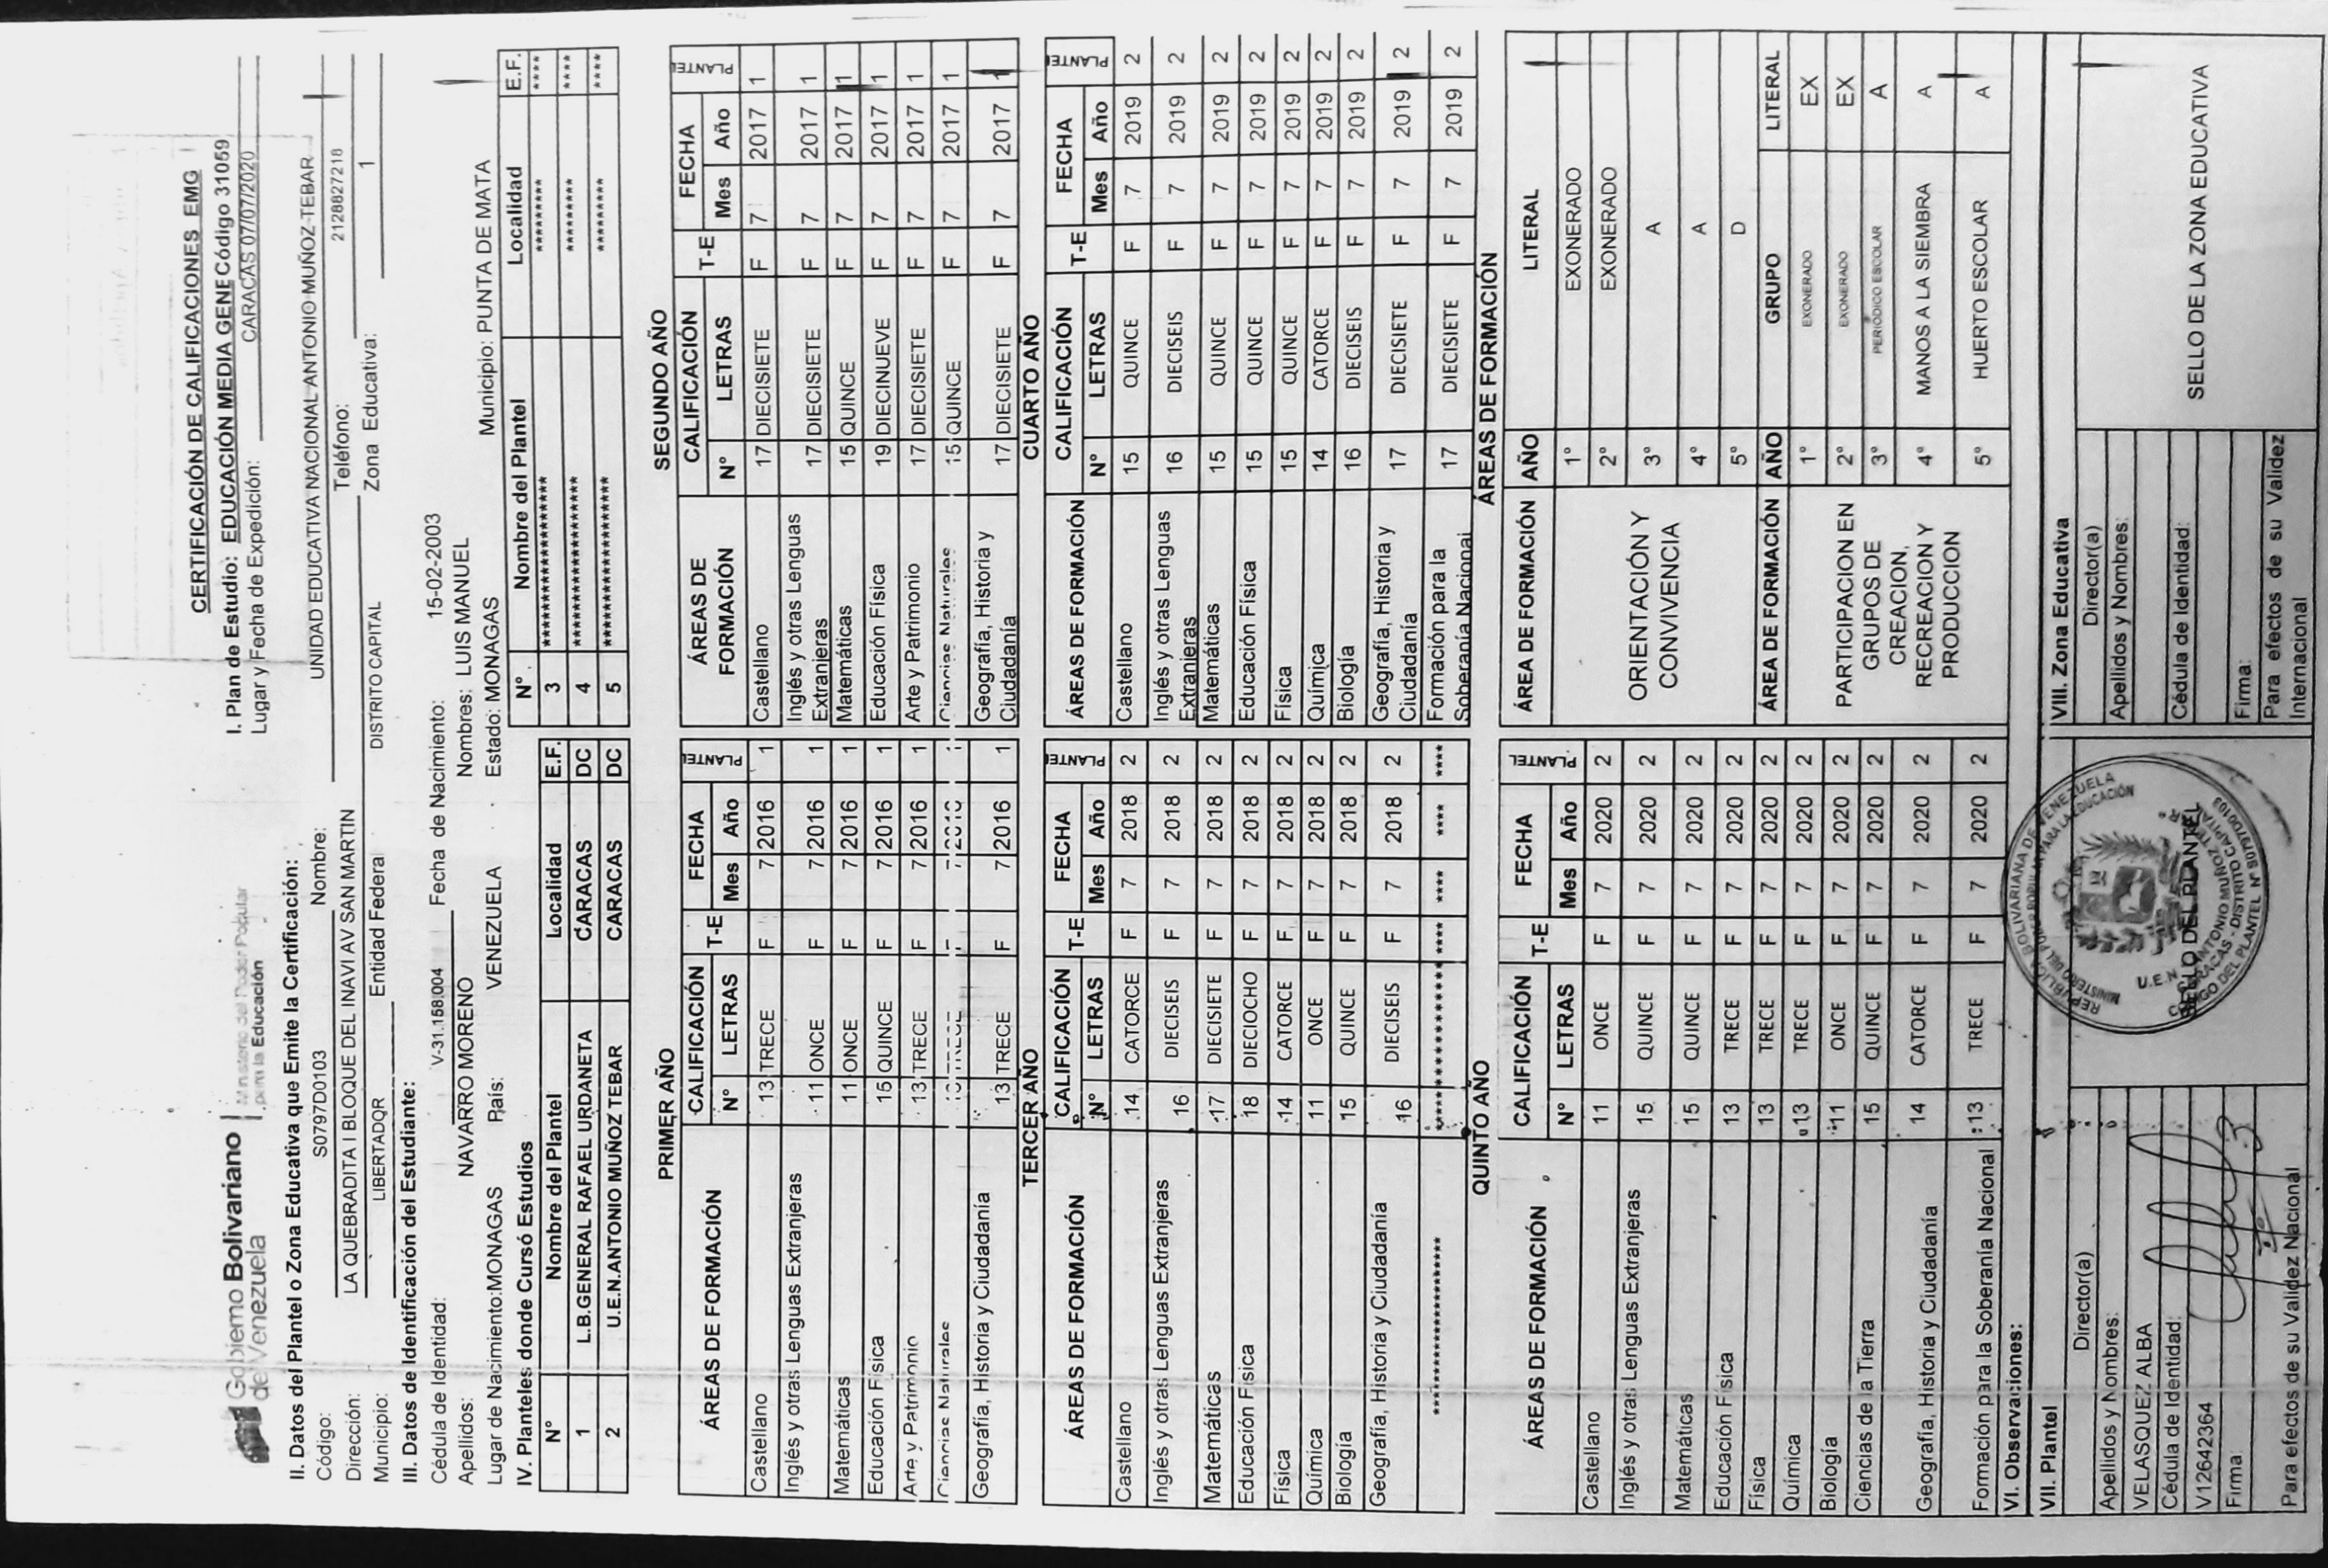 Gobierno Bolivariano de Venezuela
Ministerio del Poder Popular para la Educación
CERTIFICACIÓN DE CALIFICACIONES EMG
I. Plan de Estudio: EDUCACIÓN MEDIA GENE Código 31059
Lugar y Fecha de Expedición: CARACAS 07/07/2020
II. Datos del Plantel o Zona Educativa que Emite la Certificación:
Código: S0797D0103 Nombre: UNIDAD EDUCATIVA NACIONAL ANTONIO MUÑOZ-TEBAR
Dirección: LA QUEBRADITA I BLOQUE DEL INAVI AV SAN MARTIN Teléfono: 2128827218
Municipio: LIBERTADOR Entidad Federal DISTRITO CAPITAL Zona Educativa: 1
III. Datos de Identificación del Estudiante:
Cédula de Identidad: V-31.158.004 Fecha de Nacimiento: 15-02-2003
Apellidos: NAVARRO MORENO Nombres: LUIS MANUEL
Lugar de Nacimiento: MONAGAS País: VENEZUELA Estado: MONAGAS Municipio: PUNTA DE MATA
IV. Planteles donde Cursó Estudios
N° Nombre del Plantel Localidad E.F.
1 L.B.GENERAL RAFAEL URDANETA CARACAS DC
2 U.E.N.ANTONIO MUÑOZ TEBAR CARACAS DC
N° Nombre del Plantel Localidad E.F.
3 ******************** ********* ****
4 ******************** ********* ****
5 ******************** ********* ****
PRIMER AÑO
ÁREAS DE FORMACIÓN CALIFICACIÓN T-E FECHA PLANTEL
N° LETRAS Mes Año
Castellano 13 TRECE F 7 2016 1
Inglés y otras Lenguas Extranjeras 11 ONCE F 7 2016 1
Matemáticas 11 ONCE F 7 2016 1
Educación Física 15 QUINCE F 7 2016 1
Arte y Patrimonio 13 TRECE F 7 2016 1
Ciencias Naturales TRECE F 7 2016 1
Geografía, Historia y Ciudadanía 13 TRECE F 7 2016 1
SEGUNDO AÑO
ÁREAS DE FORMACIÓN CALIFICACIÓN T-E FECHA PLANTEL
N° LETRAS Mes Año
Castellano 17 DIECISIETE F 7 2017 1
Inglés y otras Lenguas Extranjeras 17 DIECISIETE F 7 2017 1
Matemáticas 15 QUINCE F 7 2017 1
Educación Física 19 DIECINUEVE F 7 2017 1
Arte y Patrimonio 17 DIECISIETE F 7 2017 1
Ciencias Naturales 15 QUINCE F 7 2017 1
Geografía, Historia y Ciudadanía 17 DIECISIETE F 7 2017 1
TERCER AÑO
ÁREAS DE FORMACIÓN CALIFICACIÓN T-E FECHA PLANTEL
N° LETRAS Mes Año
Castellano 14 CATORCE F 7 2018 2
Inglés y otras Lenguas Extranjeras 16 DIECISEIS F 7 2018 2
Matemáticas 17 DIECISIETE F 7 2018 2
Educación Física 18 DIECIOCHO F 7 2018 2
Física 14 CATORCE F 7 2018 2
Química 11 ONCE F 7 2018 2
Biología 15 QUINCE F 7 2018 2
Geografía, Historia y Ciudadanía 16 DIECISEIS F 7 2018 2
******************** **** ************ **** **** **** ****
CUARTO AÑO
ÁREAS DE FORMACIÓN CALIFICACIÓN T-E FECHA PLANTEL
N° LETRAS Mes Año
Castellano 15 QUINCE F 7 2019 2
Inglés y otras Lenguas Extranjeras 16 DIECISEIS F 7 2019 2
Matemáticas 15 QUINCE F 7 2019 2
Educación Física 15 QUINCE F 7 2019 2
Física 15 QUINCE F 7 2019 2
Química 14 CATORCE F 7 2019 2
Biología 16 DIECISEIS F 7 2019 2
Geografía, Historia y Ciudadanía 17 DIECISIETE F 7 2019 2
Formación para la Soberanía Nacional 17 DIECISIETE F 7 2019 2
QUINTO AÑO
ÁREAS DE FORMACIÓN CALIFICACIÓN T-E FECHA PLANTEL
N° LETRAS Mes Año
Castellano 11 ONCE F 7 2020 2
Inglés y otras Lenguas Extranjeras 15 QUINCE F 7 2020 2
Matemáticas 15 QUINCE F 7 2020 2
Educación Física 13 TRECE F 7 2020 2
Física 13 TRECE F 7 2020 2
Química 13 TRECE F 7 2020 2
Biología 11 ONCE F 7 2020 2
Ciencias de la Tierra 15 QUINCE F 7 2020 2
Geografía, Historia y Ciudadanía 14 CATORCE F 7 2020 2
Formación para la Soberanía Nacional 13 TRECE F 7 2020 2
ÁREAS DE FORMACIÓN
ÁREA DE FORMACIÓN AÑO LITERAL
ORIENTACIÓN Y CONVIVENCIA
1° EXONERADO
2° EXONERADO
3° A
4° A
5° D
ÁREA DE FORMACIÓN AÑO GRUPO LITERAL
PARTICIPACION EN GRUPOS DE CREACION, RECREACION Y PRODUCCION
1° EXONERADO EX
2° EXONERADO EX
3° PERIODICO ESCOLAR A
4° MANOS A LA SIEMBRA A
5° HUERTO ESCOLAR A
VI. Observaciones:
VII. Plantel
Director(a)
Apellidos y Nombres:
VELASQUEZ ALBA
Cédula de Identidad:
V12642364
Firma:
Para efectos de su Validez Nacional
SELLO DEL PLANTEL
REPÚBLICA BOLIVARIANA DE VENEZUELA
MINISTERIO DEL PODER POPULAR PARA LA EDUCACIÓN
U.E.N. "ANTONIO MUÑOZ TEBAR"
CARACAS - DISTRITO CAPITAL
CÓDIGO DEL PLANTEL N° S0797D0103
VIII. Zona Educativa
Director(a)
Apellidos y Nombres:
Cédula de Identidad:
Firma:
Para efectos de su Validez Internacional
SELLO DE LA ZONA EDUCATIVA